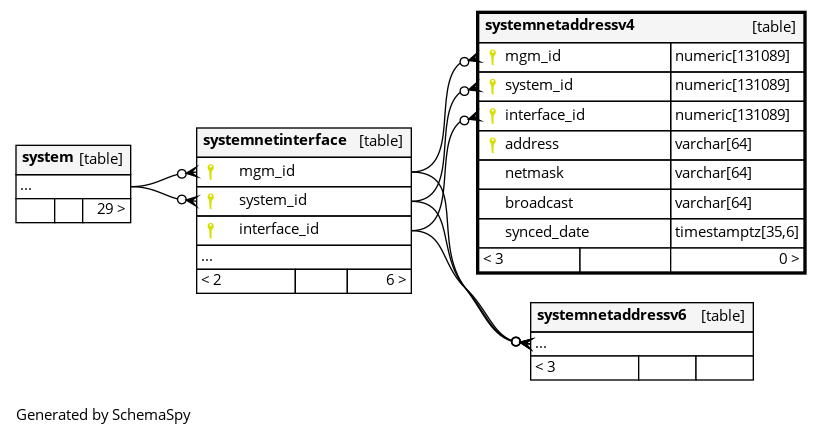 systemnetaddressv4 [table]
mgm_id numeric[131089]
system_id numeric[131089]
interface_id numeric[131089]
address varchar[64]
netmask varchar[64]
broadcast varchar[64]
synced_date timestamptz[35,6]
< 3 0 >
systemnetinterface [table]
mgm_id
system_id
interface_id
...
< 2 6 >
system [table]
...
29 >
systemnetaddressv6 [table]
...
< 3
Generated by SchemaSpy